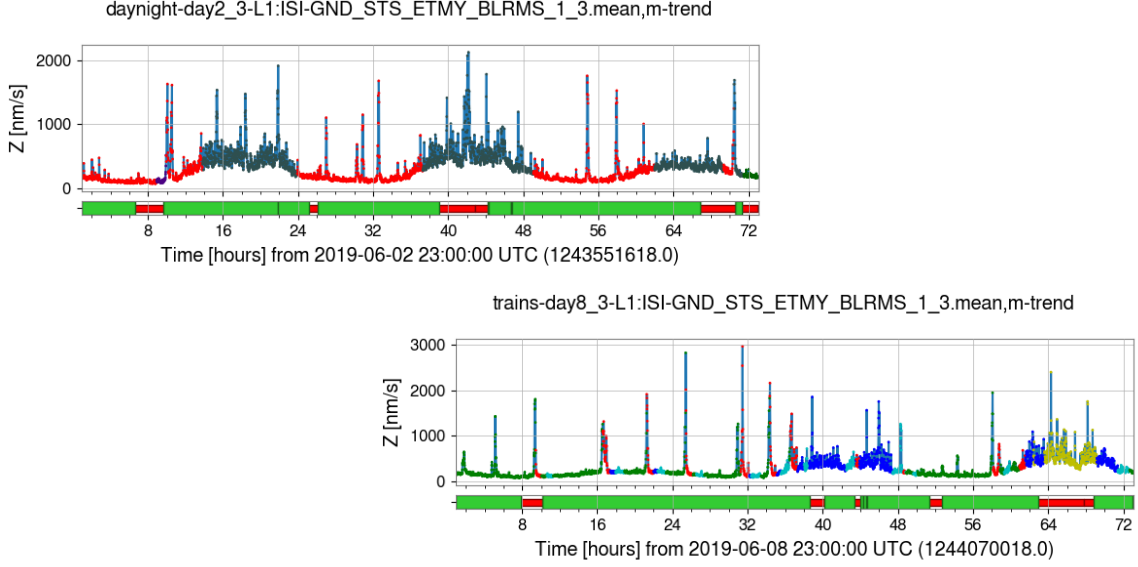 daynight-day2_3-L1:ISI-GND_STS_ETMY_BLRMS_1_3.mean,m-trend
Z [nm/s]
2000
1000
0
8 16 24 32 40 48 56 64 72
Time [hours] from 2019-06-02 23:00:00 UTC (1243551618.0)
trains-day8_3-L1:ISI-GND_STS_ETMY_BLRMS_1_3.mean,m-trend
Z [nm/s]
3000
2000
1000
0
8 16 24 32 40 48 56 64 72
Time [hours] from 2019-06-08 23:00:00 UTC (1244070018.0)